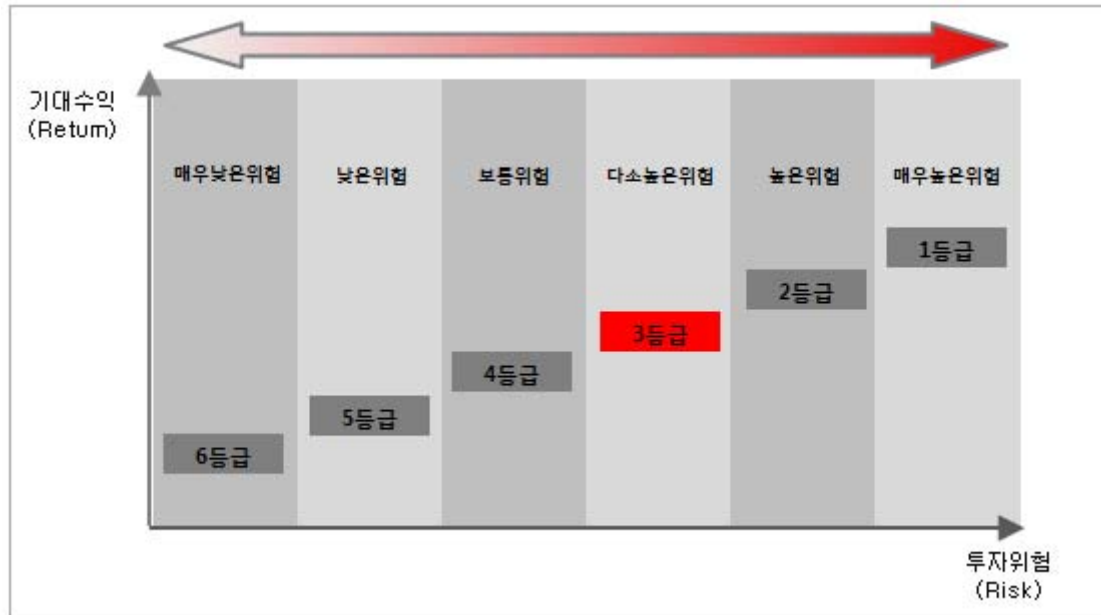 기대수익
(Return)
매우낮은위험
낮은위험
보통위험
다소높은위험
높은위험
매우높은위험
1등급
2등급
3등급
4등급
5등급
6등급
투자위험
(Risk)